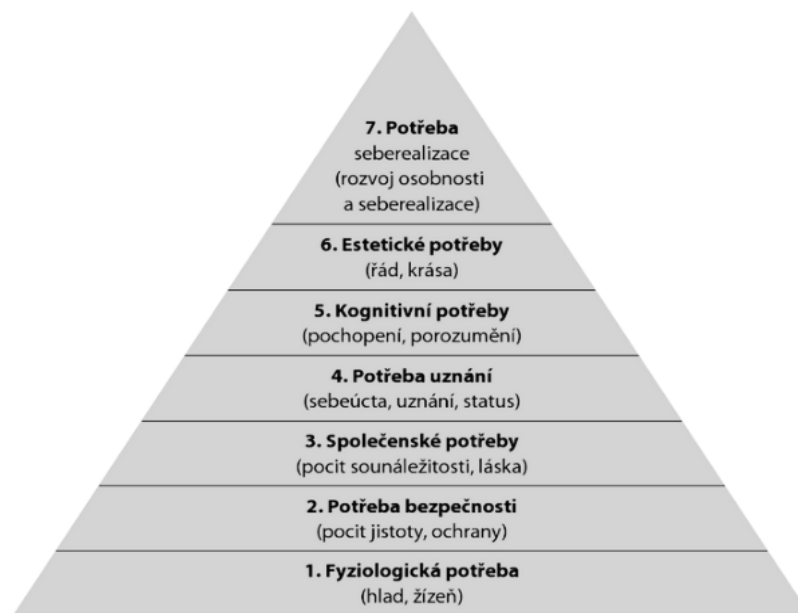 7. Potřeba
seberealizace
(rozvoj osobnosti
a seberealizace)
6. Estetické potřeby
(řád, krása)
5. Kognitivní potřeby
(pochopení, porozumění)
4. Potřeba uznání
(sebeúcta, uznání, status)
3. Společenské potřeby
(pocit sounáležitosti, láska)
2. Potřeba bezpečnosti
(pocit jistoty, ochrany)
1. Fyziologická potřeba
(hlad, žízeň)